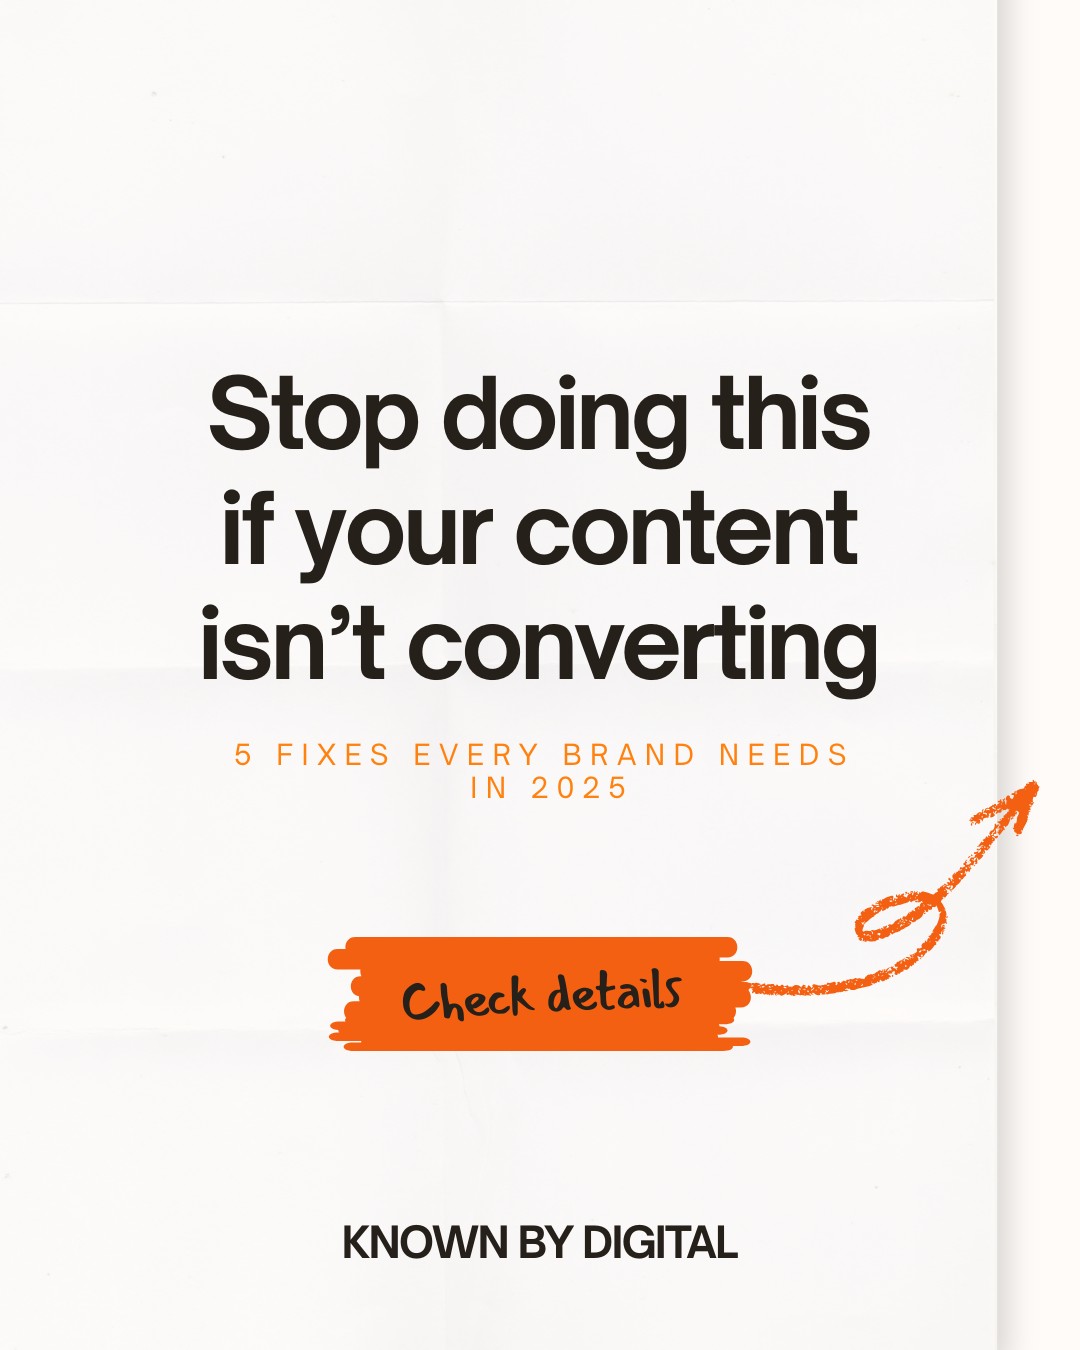 Stop doing this
if your content
isn’t converting
5 FIXES EVERY BRAND NEEDS
IN 2025
Check details
KNOWN BY DIGITAL